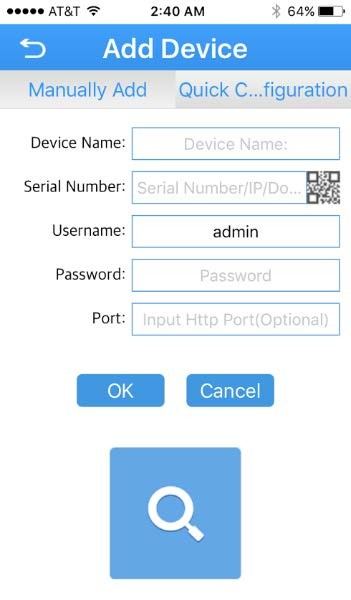 AT&T 2:40 AM 64%
Add Device
Manually Add Quick C...figuration
Device Name: Device Name:
Serial Number: Serial Number/IP/Do...
Username: admin
Password: Password
Port: Input Http Port(Optional)
OK Cancel